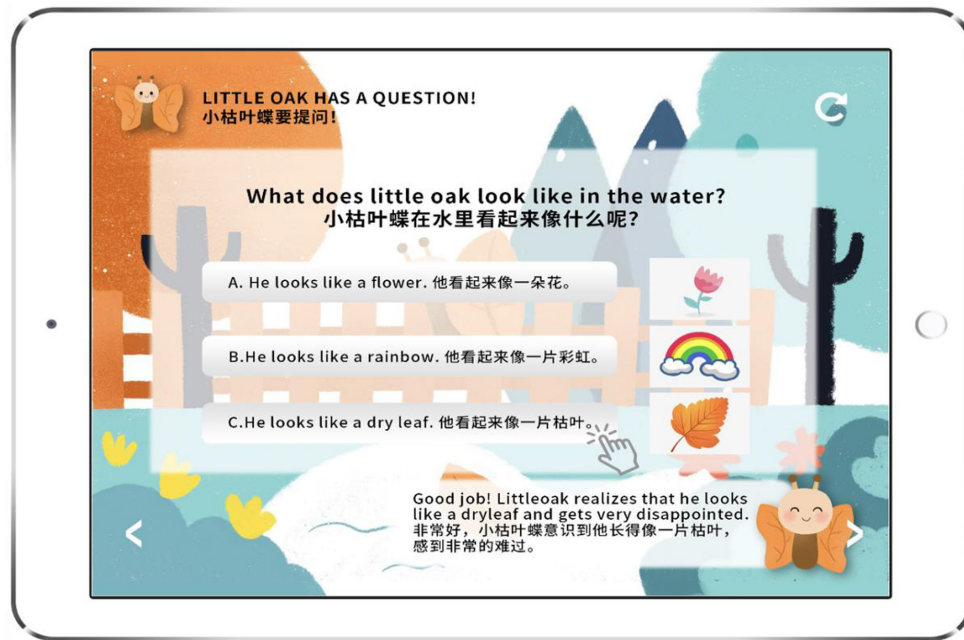 LITTLE OAK HAS A QUESTION!
小枯叶蝶要提问！
What does little oak look like in the water?
小枯叶蝶在水里看起来像什么呢？
A. He looks like a flower. 他看起来像一朵花。
B.He looks like a rainbow. 他看起来像一片彩虹。
C.He looks like a dry leaf. 他看起来像一片枯叶。
Good job! Littleoak realizes that he looks
like a dryleaf and gets very disappointed.
非常好，小枯叶蝶意识到他长得像一片枯叶，
感到非常的难过。